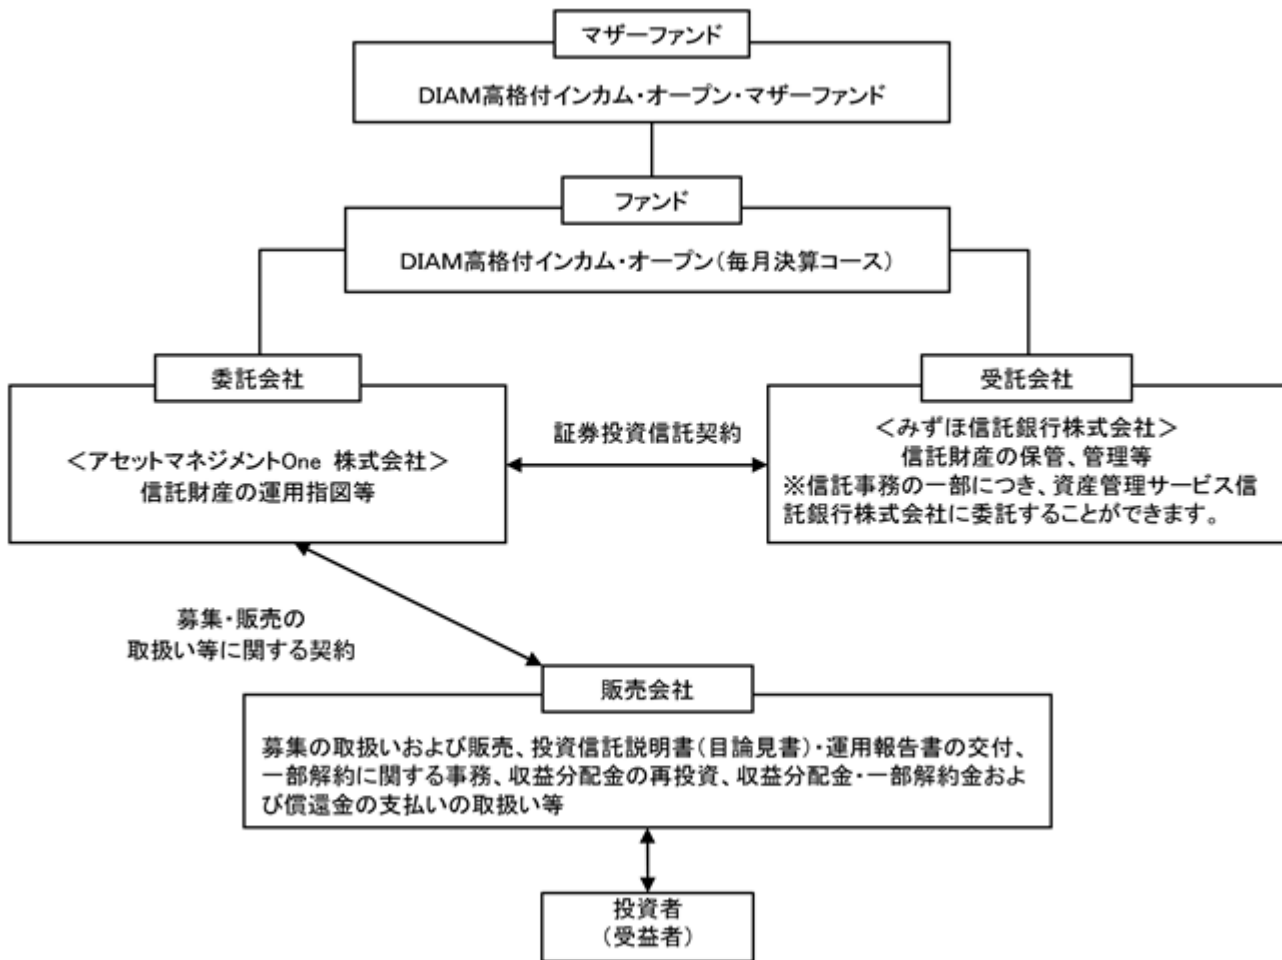 マザーファンド
DIAM高格付インカム・オープン・マザーファンド
ファンド
DIAM高格付インカム・オープン(毎月決算コース)
委託会社
<アセットマネジメントOne 株式会社>
信託財産の運用指図等
証券投資信託契約
受託会社
<みずほ信託銀行株式会社>
信託財産の保管、管理等
※信託事務の一部につき、資産管理サービス信
託銀行株式会社に委託することができます。
募集・販売の
取扱い等に関する契約
販売会社
募集の取扱いおよび販売、投資信託説明書(目論見書)・運用報告書の交付、
一部解約に関する事務、収益分配金の再投資、収益分配金・一部解約金およ
び償還金の支払いの取扱い等
投資者
(受益者)